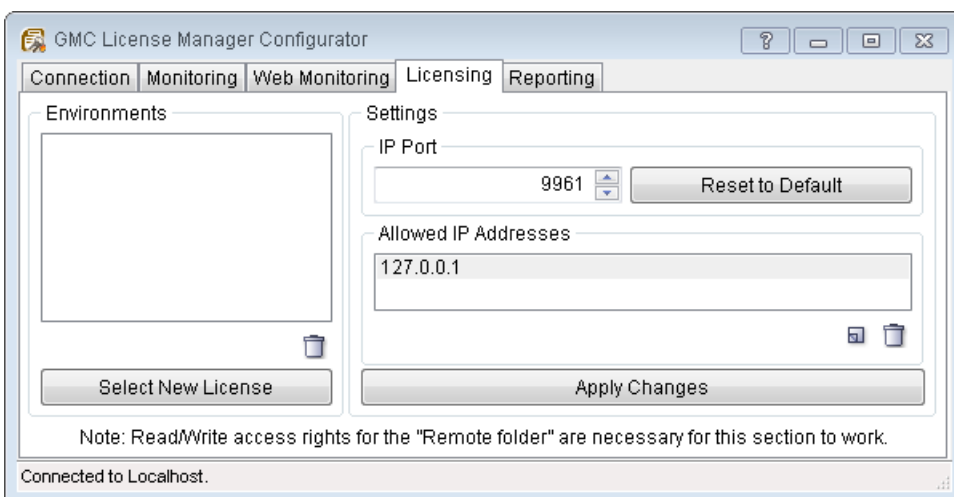 GMC License Manager Configurator
Connection Monitoring Web Monitoring Licensing Reporting
Environments
Settings
IP Port
9961 Reset to Default
Allowed IP Addresses
127.0.0.1
Select New License
Apply Changes
Note: Read/Write access rights for the "Remote folder" are necessary for this section to work.
Connected to Localhost.